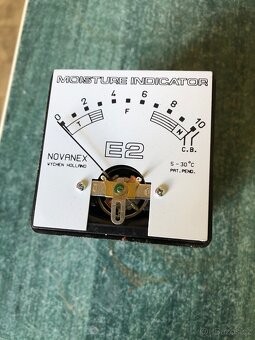 MOISTURE INDICATOR
0 2 4 6 8 10
T F N
C.B.
E2
NOVANEX
WYCHEN HOLLAND
5-30°C
PAT. PEND.